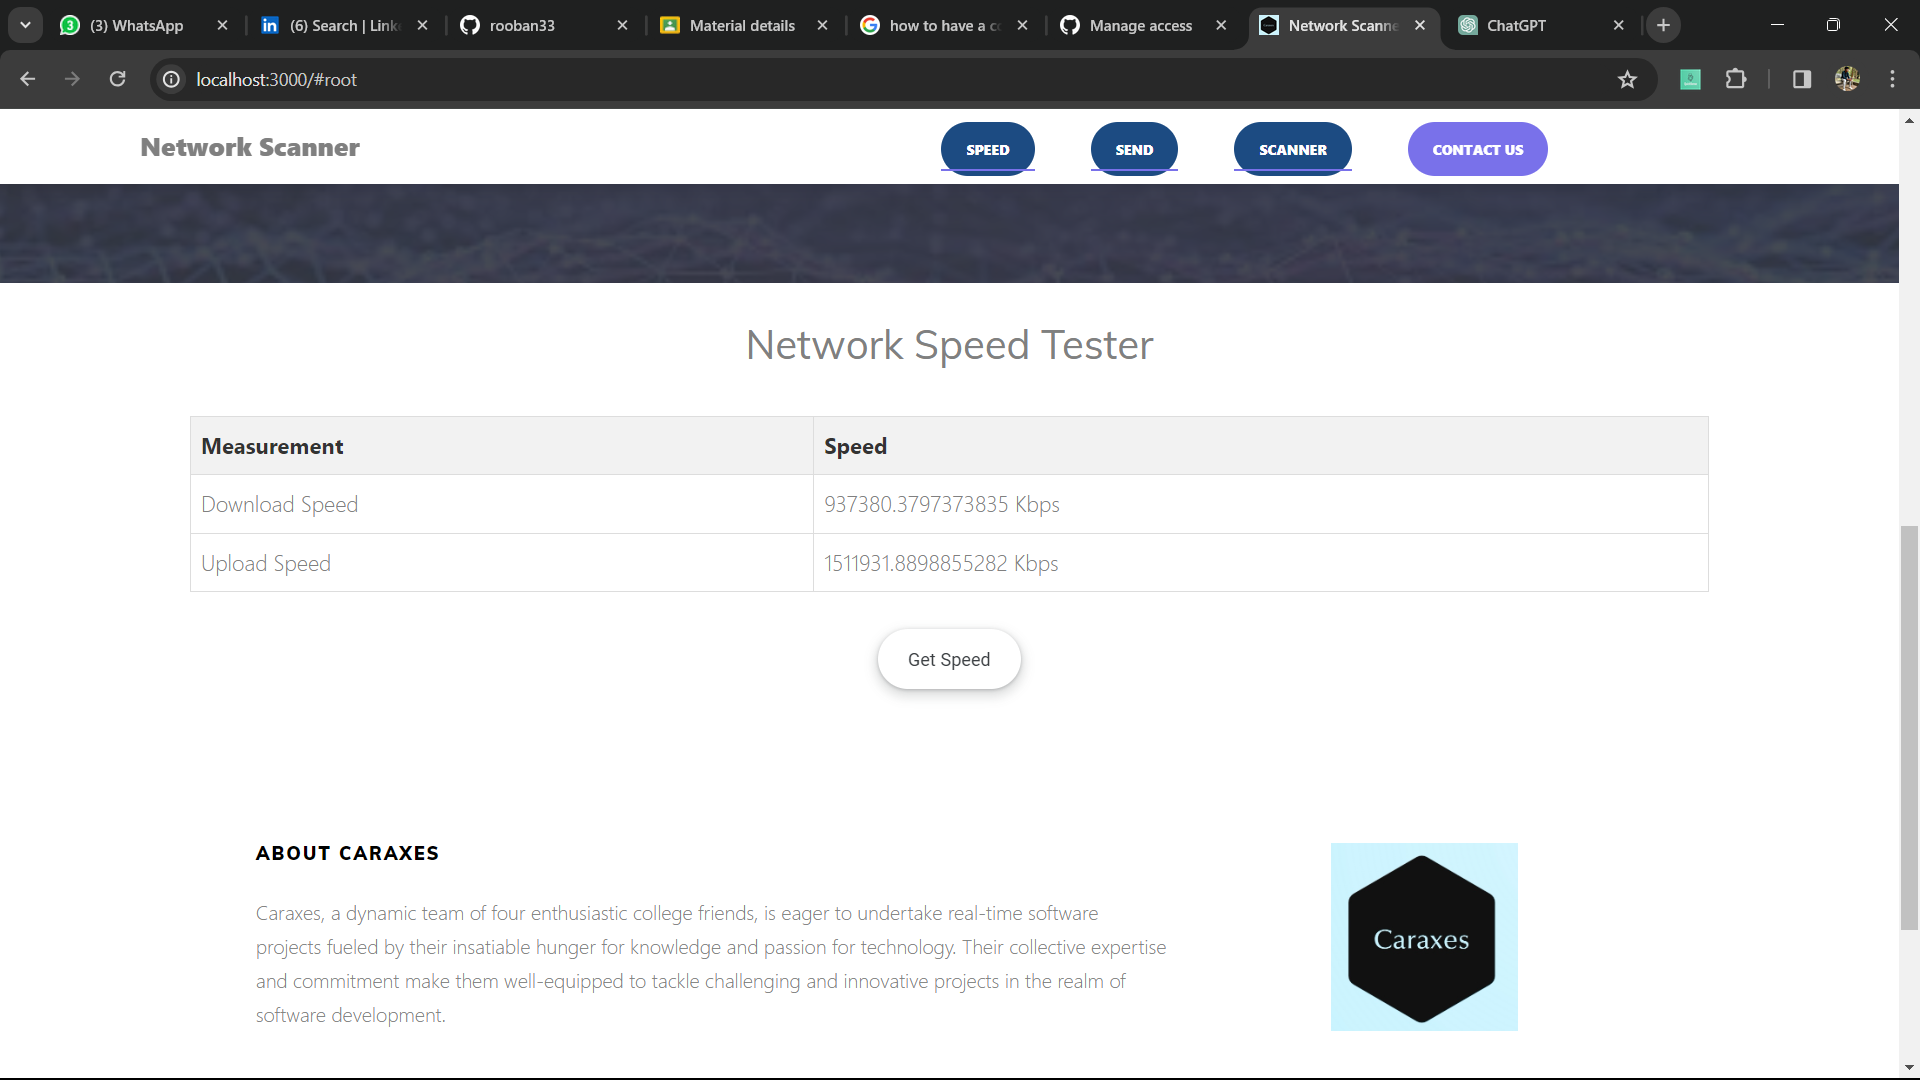 (3) WhatsApp
(6) Search | Link
rooban33
Material details
how to have a c
Manage access
Network Scanne
ChatGPT
localhost:3000/#root
Network Scanner
SPEED
SEND
SCANNER
CONTACT US
Network Speed Tester
Measurement Speed
Download Speed 937380.3797373835 Kbps
Upload Speed 1511931.8898855282 Kbps
Get Speed
ABOUT CARAXES
Caraxes, a dynamic team of four enthusiastic college friends, is eager to undertake real-time software
projects fueled by their insatiable hunger for knowledge and passion for technology. Their collective expertise
and commitment make them well-equipped to tackle challenging and innovative projects in the realm of
software development.
Caraxes